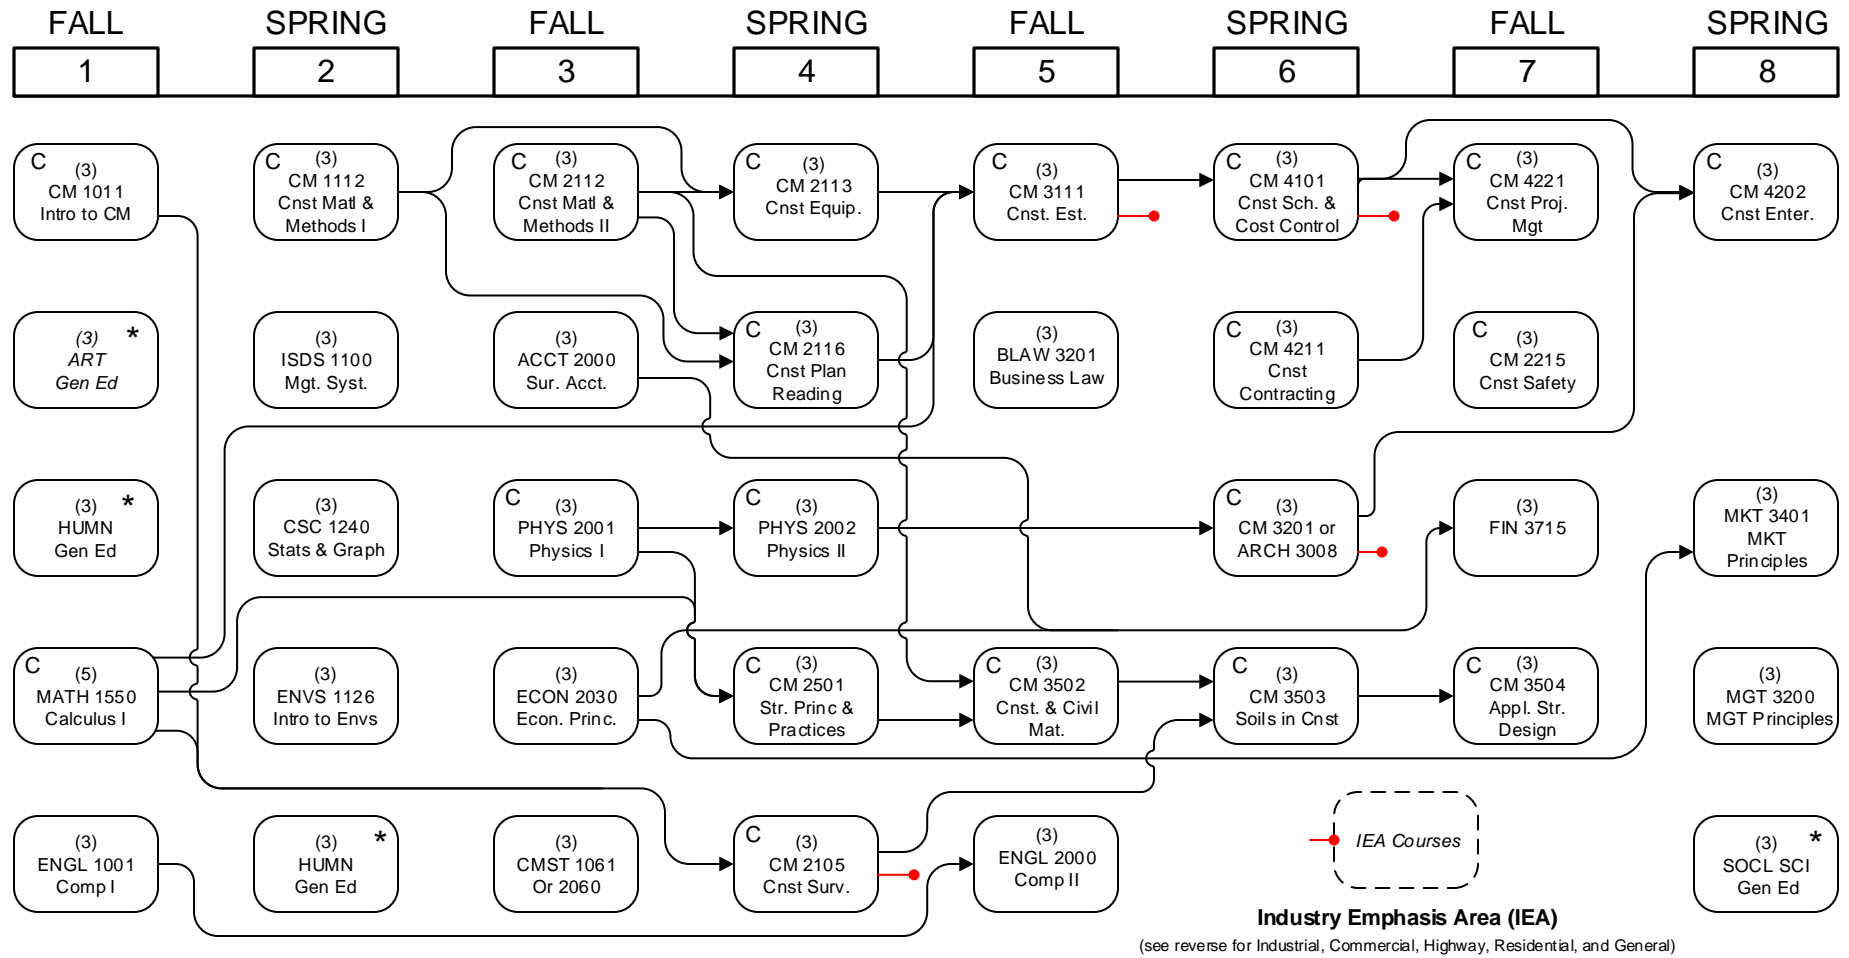 FALL SPRING FALL SPRING FALL SPRING FALL SPRING
1 2 3 4 5 6 7 8
C (3)
CM 1011
Intro to CM
C (3)
CM 1112
Cnst Matl &
Methods I
C (3)
CM 2112
Cnst Matl &
Methods II
C (3)
CM 2113
Cnst Equip.
C (3)
CM 3111
Cnst. Est.
C (3)
CM 4101
Cnst Sch. &
Cost Control
C (3)
CM 4221
Cnst Proj.
Mgt
C (3)
CM 4202
Cnst Enter.
(3) *
ART
Gen Ed
(3)
ISDS 1100
Mgt. Syst.
(3)
ACCT 2000
Sur. Acct.
C (3)
CM 2116
Cnst Plan
Reading
(3)
BLAW 3201
Business Law
C (3)
CM 4211
Cnst
Contracting
C (3)
CM 2215
Cnst Safety
(3) *
HUMN
Gen Ed
(3)
CSC 1240
Stats & Graph
C (3)
PHYS 2001
Physics I
C (3)
PHYS 2002
Physics II
C (3)
CM 3201 or
ARCH 3008
(3)
FIN 3715
(3)
MKT 3401
MKT
Principles
C (5)
MATH 1550
Calculus I
(3)
ENVS 1126
Intro to Envs
(3)
ECON 2030
Econ. Princ.
C (3)
CM 2501
Str. Princ &
Practices
C (3)
CM 3502
Cnst. & Civil
Mat.
C (3)
CM 3503
Soils in Cnst
C (3)
CM 3504
Appl. Str.
Design
(3)
MGT 3200
MGT Principles
(3)
ENGL 1001
Comp I
(3) *
HUMN
Gen Ed
(3)
CMST 1061
Or 2060
C (3)
CM 2105
Cnst Surv.
(3)
ENGL 2000
Comp II
IEA Courses
(3) *
SOCL SCI
Gen Ed
Industry Emphasis Area (IEA)
(see reverse for Industrial, Commercial, Highway, Residential, and General)